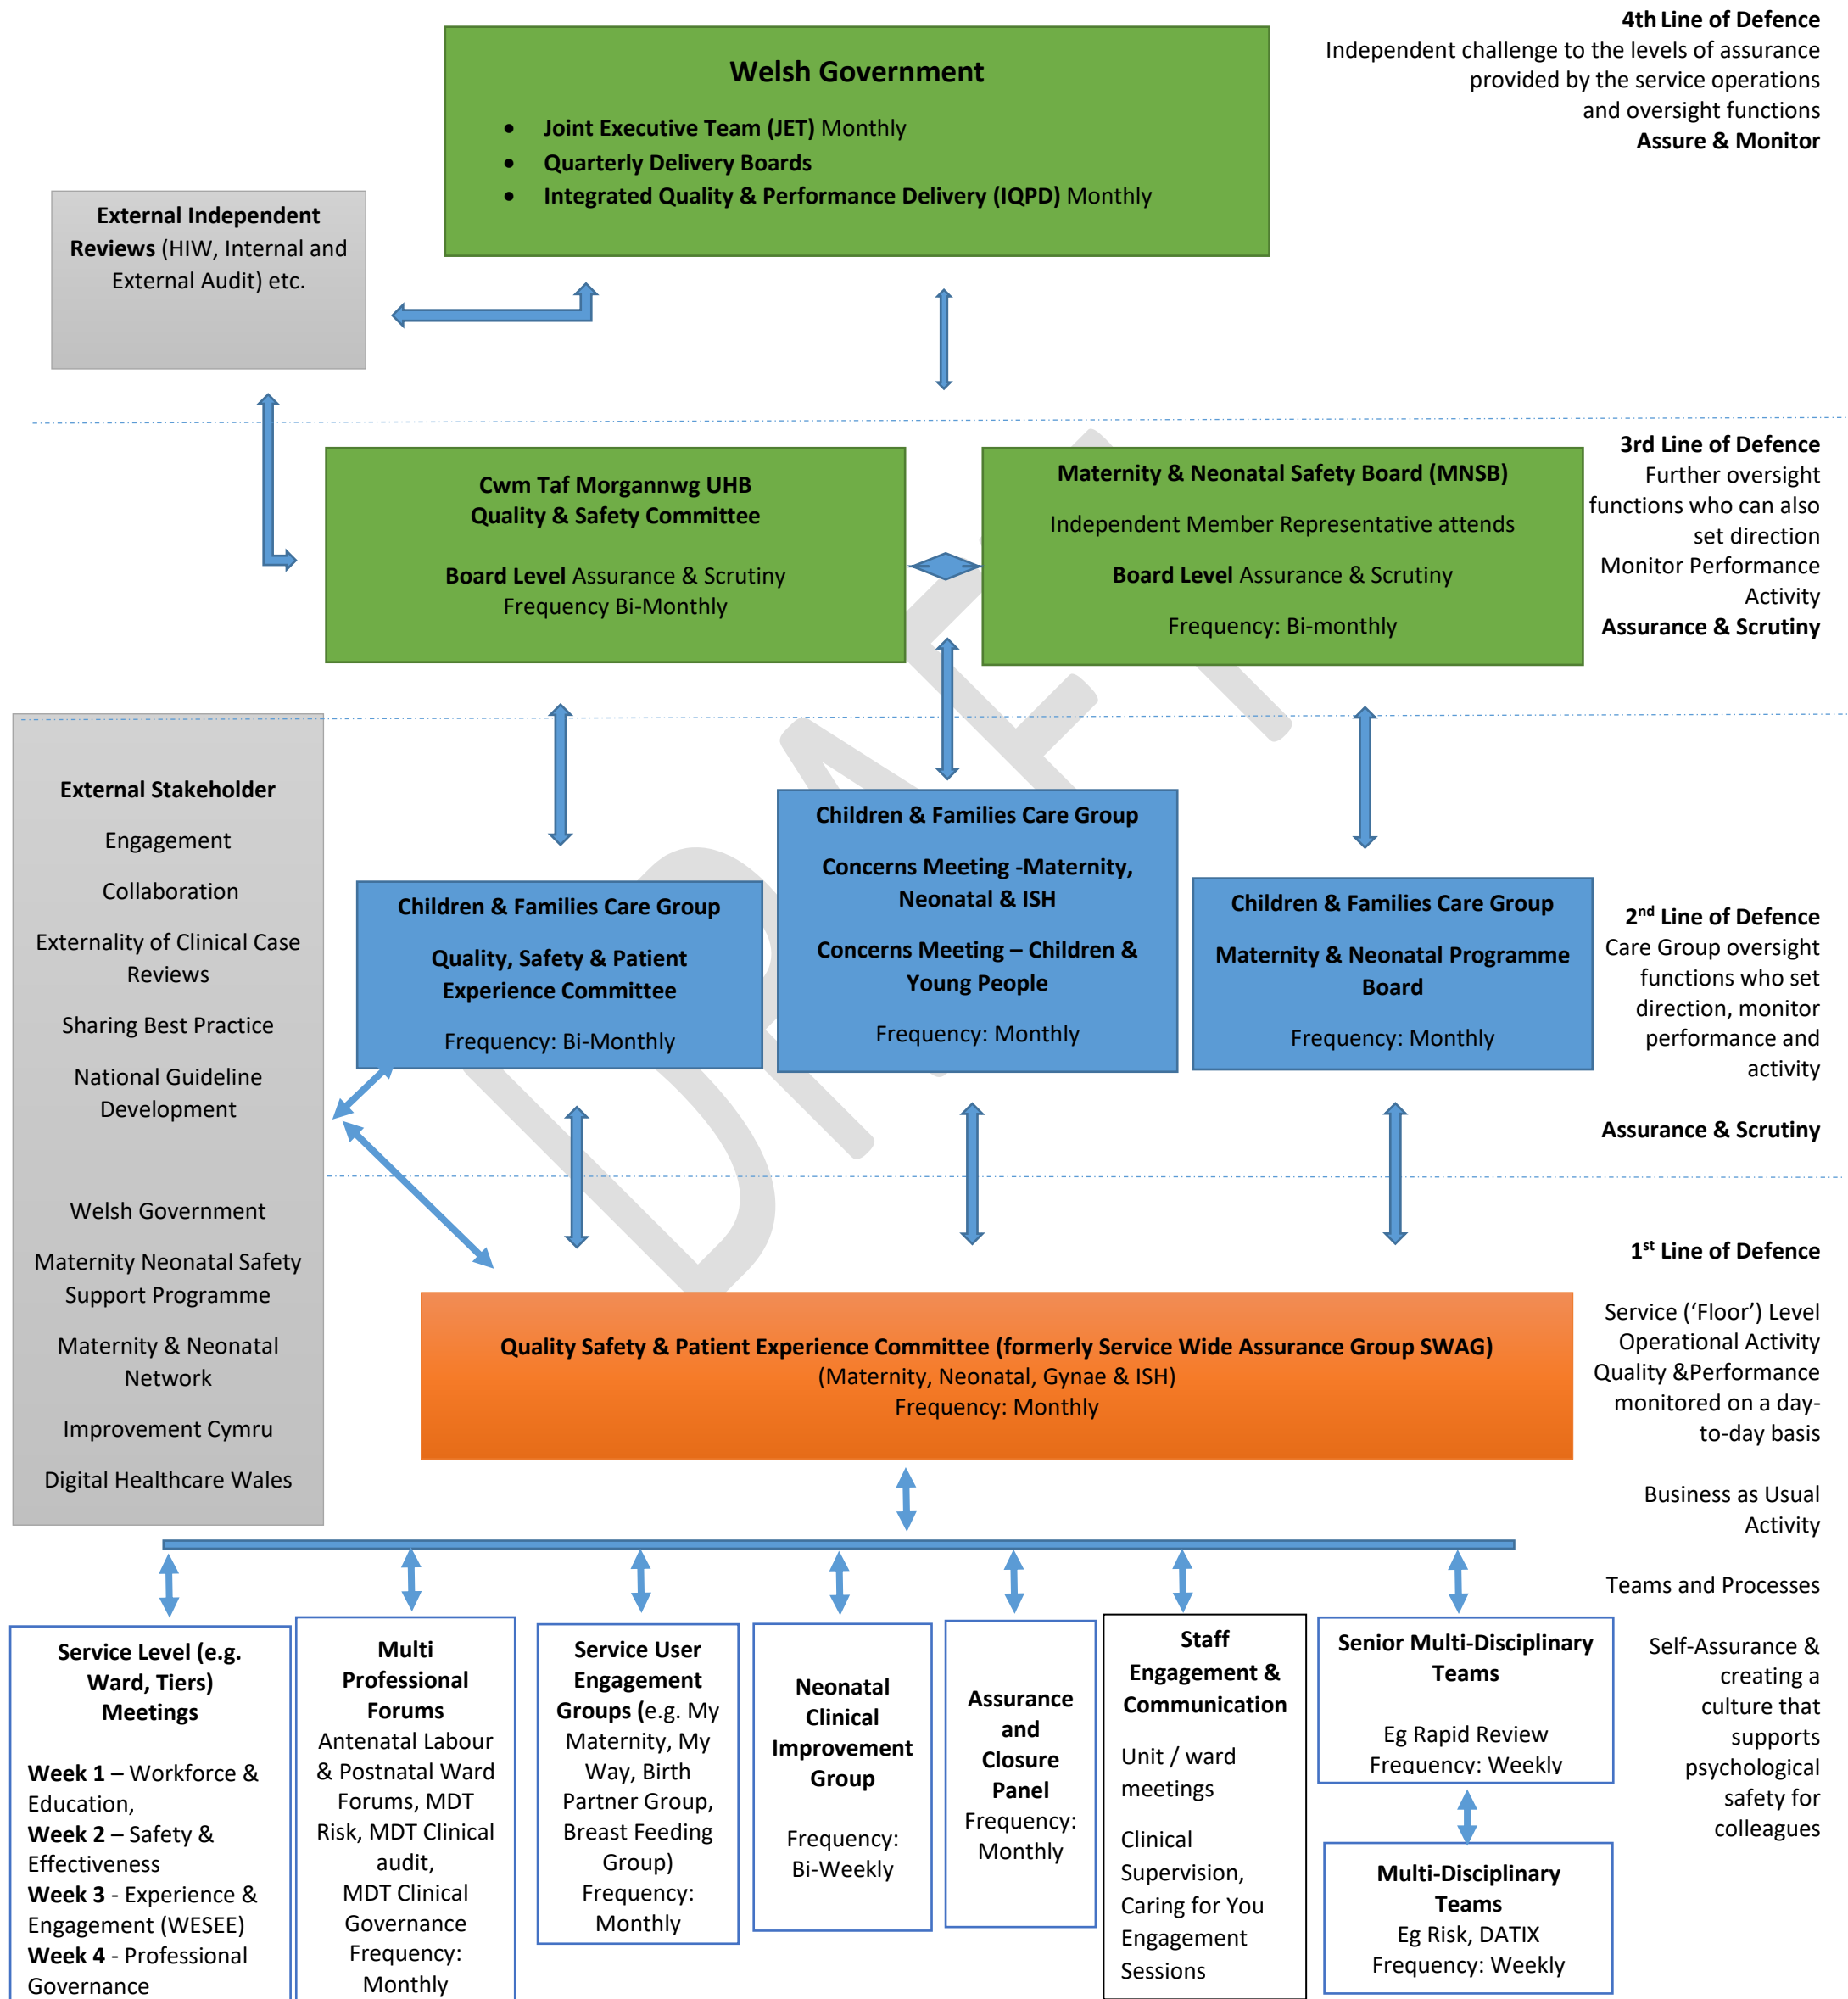 4th Line of Defence
Independent challenge to the levels of assurance
provided by the service operations
and oversight functions
Assure & Monitor
Welsh Government
• Joint Executive Team (JET) Monthly
• Quarterly Delivery Boards
• Integrated Quality & Performance Delivery (IQPD) Monthly
External Independent
Reviews (HIW, Internal and
External Audit) etc.
DRAFT
Cwm Taf Morgannwg UHB
Quality & Safety Committee
Board Level Assurance & Scrutiny
Frequency Bi-Monthly
Maternity & Neonatal Safety Board (MNSB)
Independent Member Representative attends
Board Level Assurance & Scrutiny
Frequency: Bi-monthly
3rd Line of Defence
Further oversight
functions who can also
set direction
Monitor Performance
Activity
Assurance & Scrutiny
External Stakeholder
Engagement
Collaboration
Externality of Clinical Case
Reviews
Sharing Best Practice
National Guideline
Development
Welsh Government
Maternity Neonatal Safety
Support Programme
Maternity & Neonatal
Network
Improvement Cymru
Digital Healthcare Wales
Children & Families Care Group
Quality, Safety & Patient
Experience Committee
Frequency: Bi-Monthly
Children & Families Care Group
Concerns Meeting -Maternity,
Neonatal & ISH
Concerns Meeting – Children &
Young People
Frequency: Monthly
Children & Families Care Group
Maternity & Neonatal Programme
Board
Frequency: Monthly
2nd Line of Defence
Care Group oversight
functions who set
direction, monitor
performance and
activity
Assurance & Scrutiny
Quality Safety & Patient Experience Committee (formerly Service Wide Assurance Group SWAG)
(Maternity, Neonatal, Gynae & ISH)
Frequency: Monthly
1st Line of Defence
Service (‘Floor’) Level
Operational Activity
Quality &Performance
monitored on a day-
to-day basis
Business as Usual
Activity
Teams and Processes
Self-Assurance &
creating a
culture that
supports
psychological
safety for
colleagues
Service Level (e.g.
Ward, Tiers)
Meetings
Week 1 – Workforce &
Education,
Week 2 – Safety &
Effectiveness
Week 3 - Experience &
Engagement (WESEE)
Week 4 - Professional
Governance
Multi
Professional
Forums
Antenatal Labour
& Postnatal Ward
Forums, MDT
Risk, MDT Clinical
audit,
MDT Clinical
Governance
Frequency:
Monthly
Service User
Engagement
Groups (e.g. My
Maternity, My
Way, Birth
Partner Group,
Breast Feeding
Group)
Frequency:
Monthly
Neonatal
Clinical
Improvement
Group
Frequency:
Bi-Weekly
Assurance
and
Closure
Panel
Frequency:
Monthly
Staff
Engagement &
Communication
Unit / ward
meetings
Clinical
Supervision,
Caring for You
Engagement
Sessions
Senior Multi-Disciplinary
Teams
Eg Rapid Review
Frequency: Weekly
Multi-Disciplinary
Teams
Eg Risk, DATIX
Frequency: Weekly